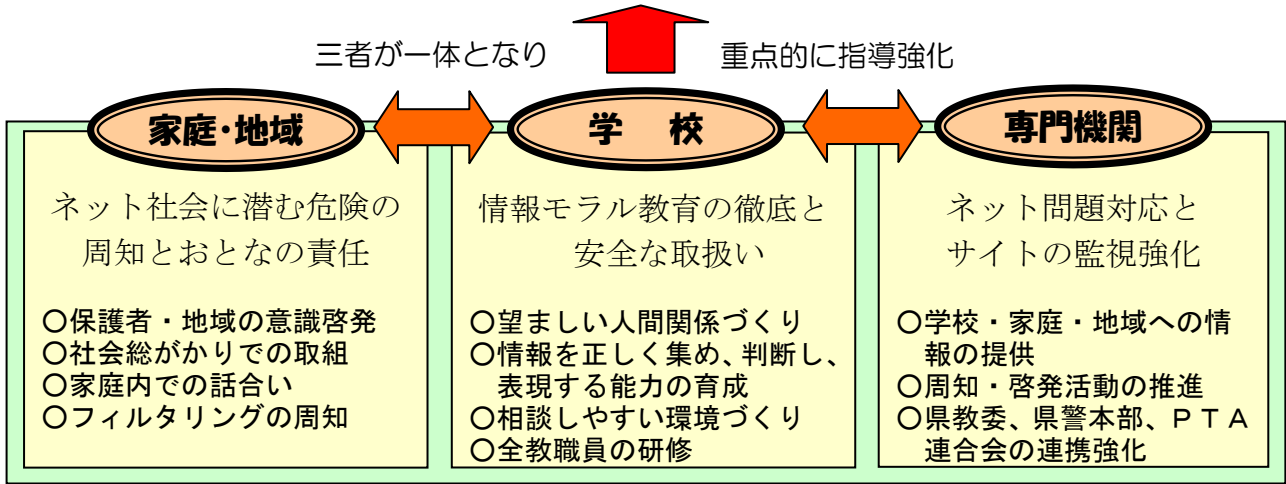 三者が一体となり
重点的に指導強化
家庭・地域
ネット社会に潜む危険の
周知とおとなの責任
○保護者・地域の意識啓発
○社会総がかりでの取組
○家庭内での話合い
○フィルタリングの周知
学　校
情報モラル教育の徹底と
安全な取扱い
○望ましい人間関係づくり
○情報を正しく集め、判断し、
表現する能力の育成
○相談しやすい環境づくり
○全教職員の研修
専門機関
ネット問題対応と
サイトの監視強化
○学校・家庭・地域への情
報の提供
○周知・啓発活動の推進
○県教委、県警本部、ＰＴＡ
連合会の連携強化